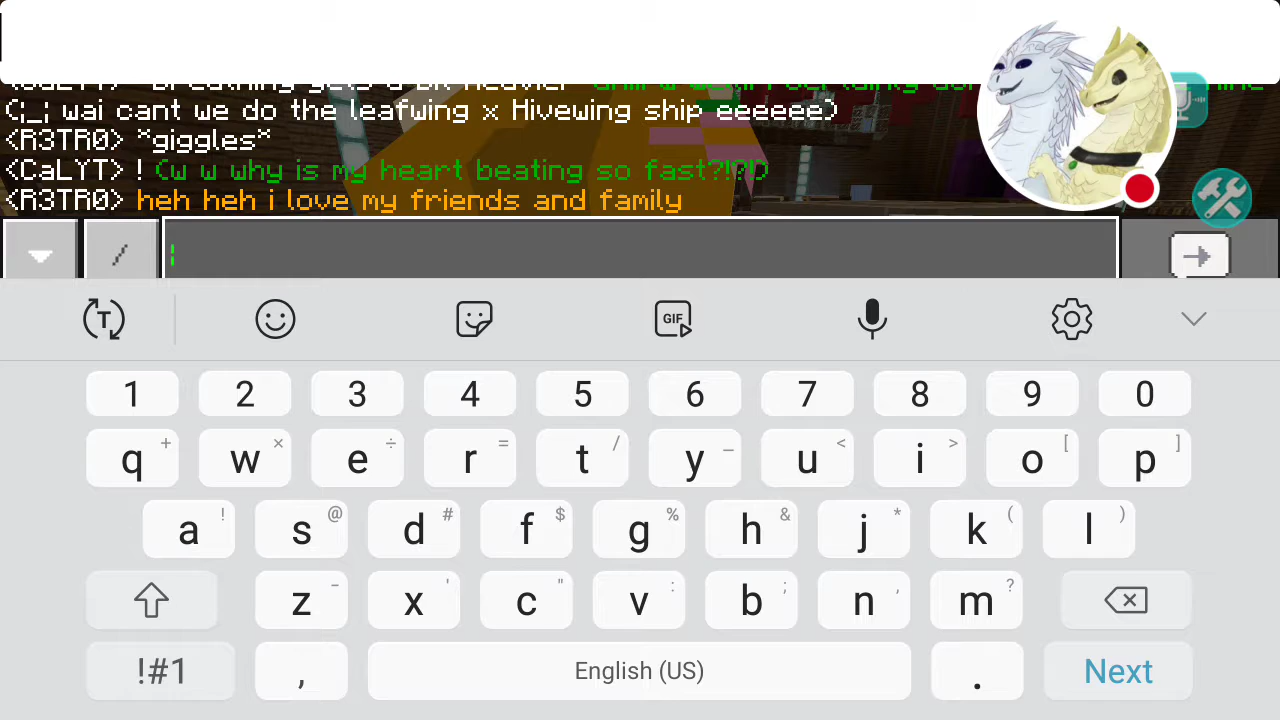 (;_; wai cant we do the leafwing x Hivewing ship eeeeee)
<R3TR0> *giggles*
<CaLYT> ! (w w why is my heart beating so fast?!?!)
<R3TR0> heh heh i love my friends and family
/
T GIF
1 2 3 4 5 6 7 8 9 0
q + w × e ÷ r = t / y _ u < i > o [ p ]
a ! s @ d # f $ g % h & j * k ( l )
z - x ' c " v : b ; n , m ?
!#1 , English (US) . Next